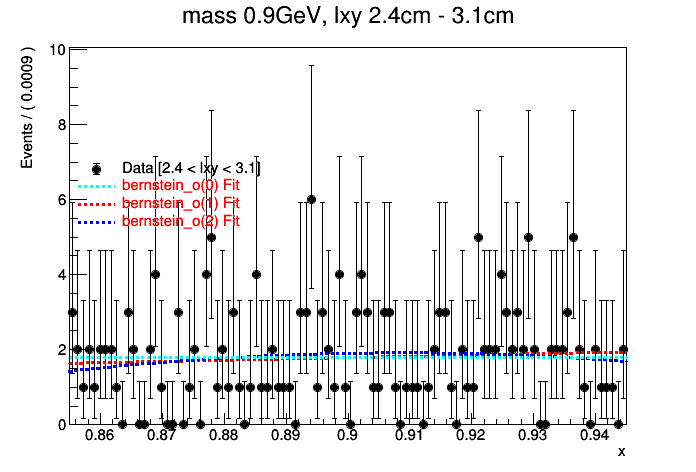 mass 0.9GeV, lxy 2.4cm - 3.1cm
Events / ( 0.0009 )
10
8
6
4
2
0
Data [2.4 < lxy < 3.1]
bernstein_o(0) Fit
bernstein_o(1) Fit
bernstein_o(2) Fit
0.86 0.87 0.88 0.89 0.9 0.91 0.92 0.93 0.94
x